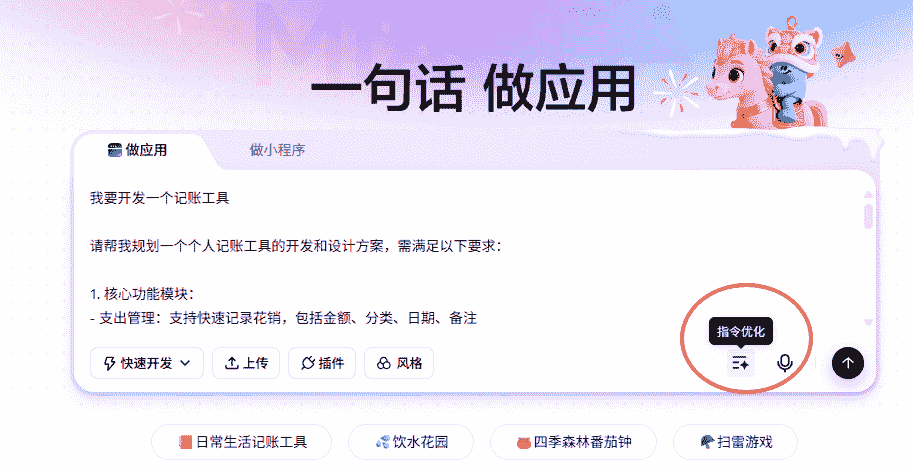 一句话 做应用
做应用
做小程序
我要开发一个记账工具
请帮我规划一个个人记账工具的开发和设计方案，需满足以下要求：
1. 核心功能模块：
- 支出管理：支持快速记录花销，包括金额、分类、日期、备注
指令优化
快速开发
上传
插件
风格
日常生活记账工具
饮水花园
四季森林番茄钟
扫雷游戏